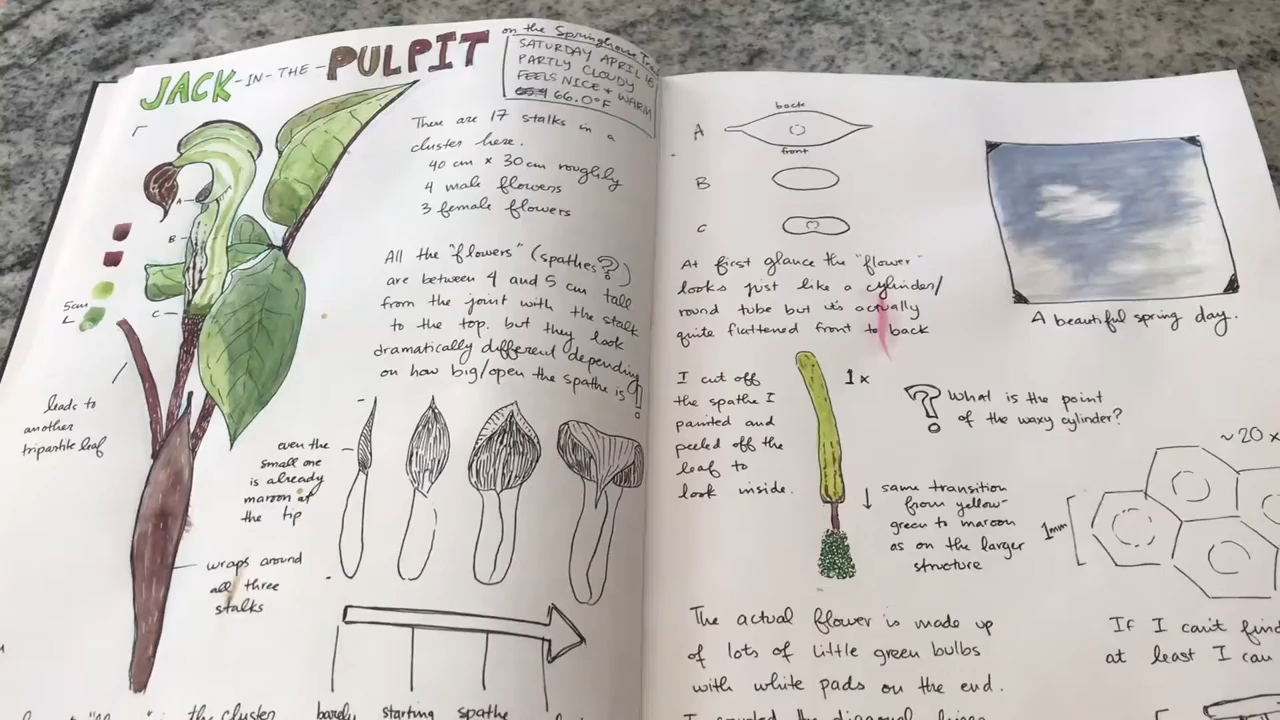 JACK-IN-THE-PULPIT
on the Springhouse
SATURDAY APRIL 16
PARTLY CLOUDY
FEELS NICE + WARM
66.0°F
There are 17 stalks in a
cluster here.
40 cm × 30 cm roughly
4 male flowers
3 female flowers
All the "flowers" (spathes?)
are between 4 and 5 cm tall
from the joint with the stalk
to the top. but they look
dramatically different depending
on how big/open the spathe is!
A
B
C
5cm
leads to
another
tripartite leaf
even the
small one
is already
maroon at
the tip
wraps around
all three
stalks
the cluster
barely
starting
spathe
A
back
front
B
C
At first glance the "flower"
looks just like a cylinder/
round tube but it's actually
quite flattened front to back
A beautiful spring day.
I cut off
the spathe I
painted and
peeled off the
leaf to
look inside.
1x
? What is the point
of the waxy cylinder?
same transition
from yellow-
green to maroon
as on the larger
structure
~20 x
1mm
The actual flower is made up
of lots of little green bulbs
with white pads on the end.
I counted the
If I can't find
at least I can